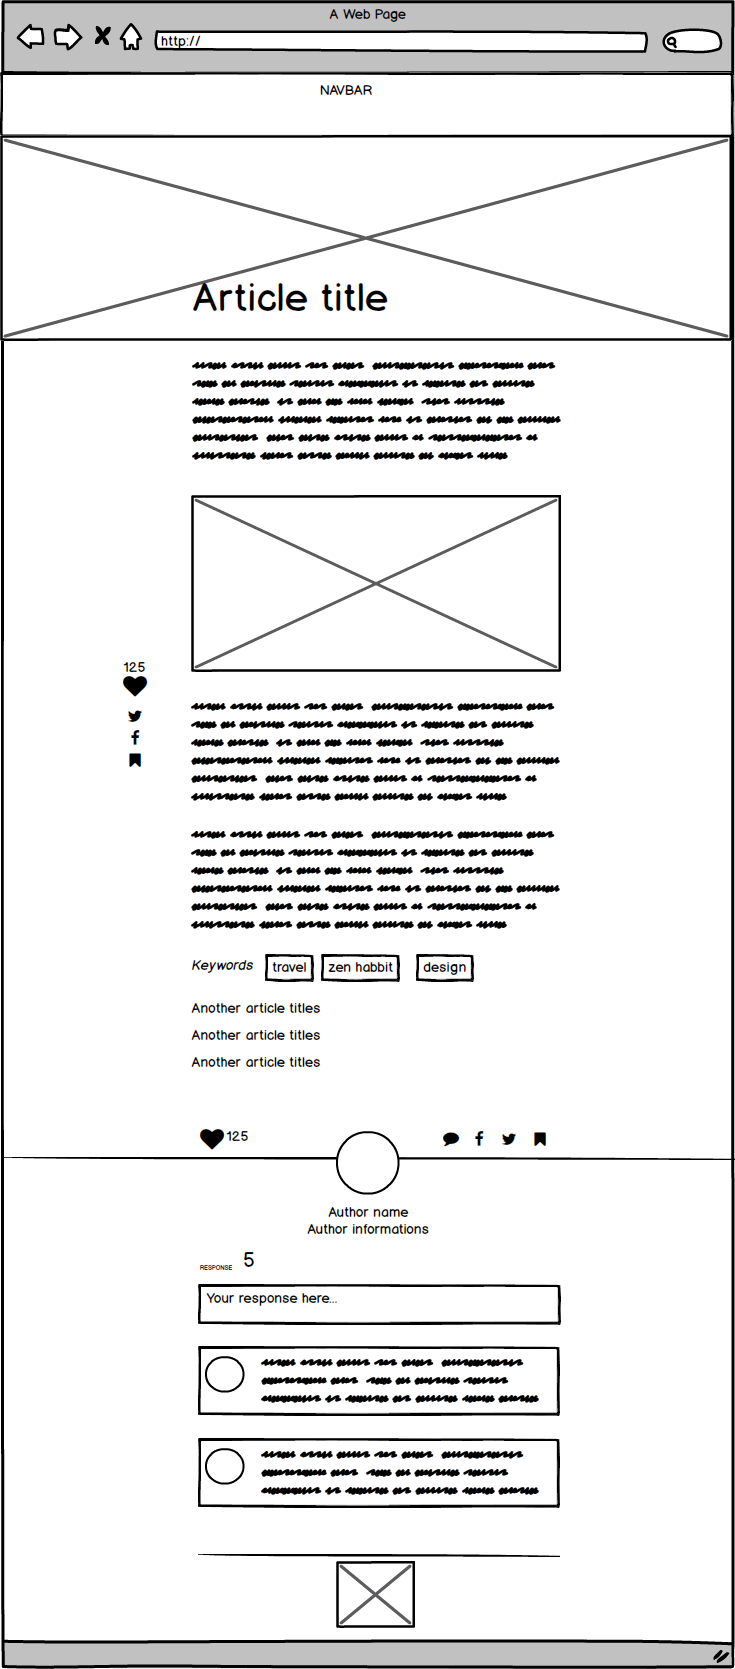 A Web Page
http://
NAVBAR
Article title
125
Keywords travel zen habbit design
Another article titles
Another article titles
Another article titles
125
Author name
Author informations
RESPONSE 5
Your response here...